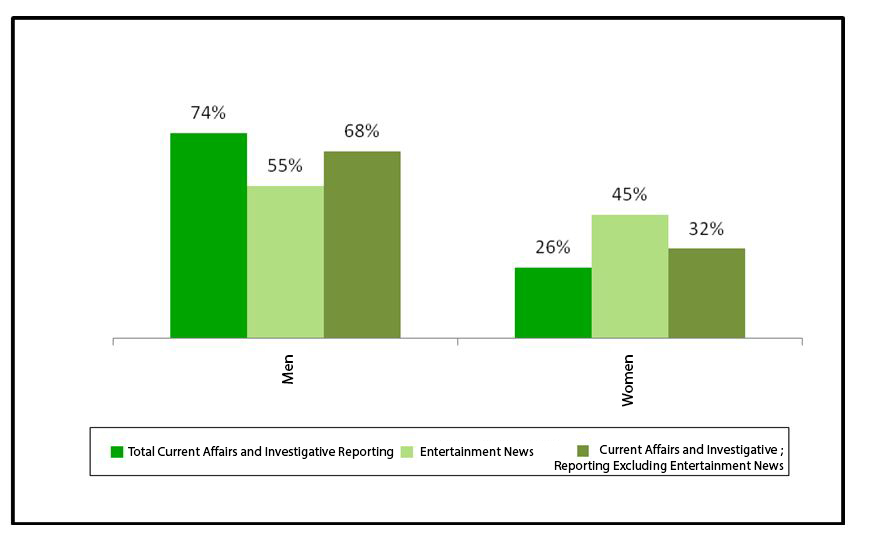 74%
55%
68%
26%
45%
32%
Men
Women
Total Current Affairs and Investigative Reporting
Entertainment News
Current Affairs and Investigative ;
Reporting Excluding Entertainment News